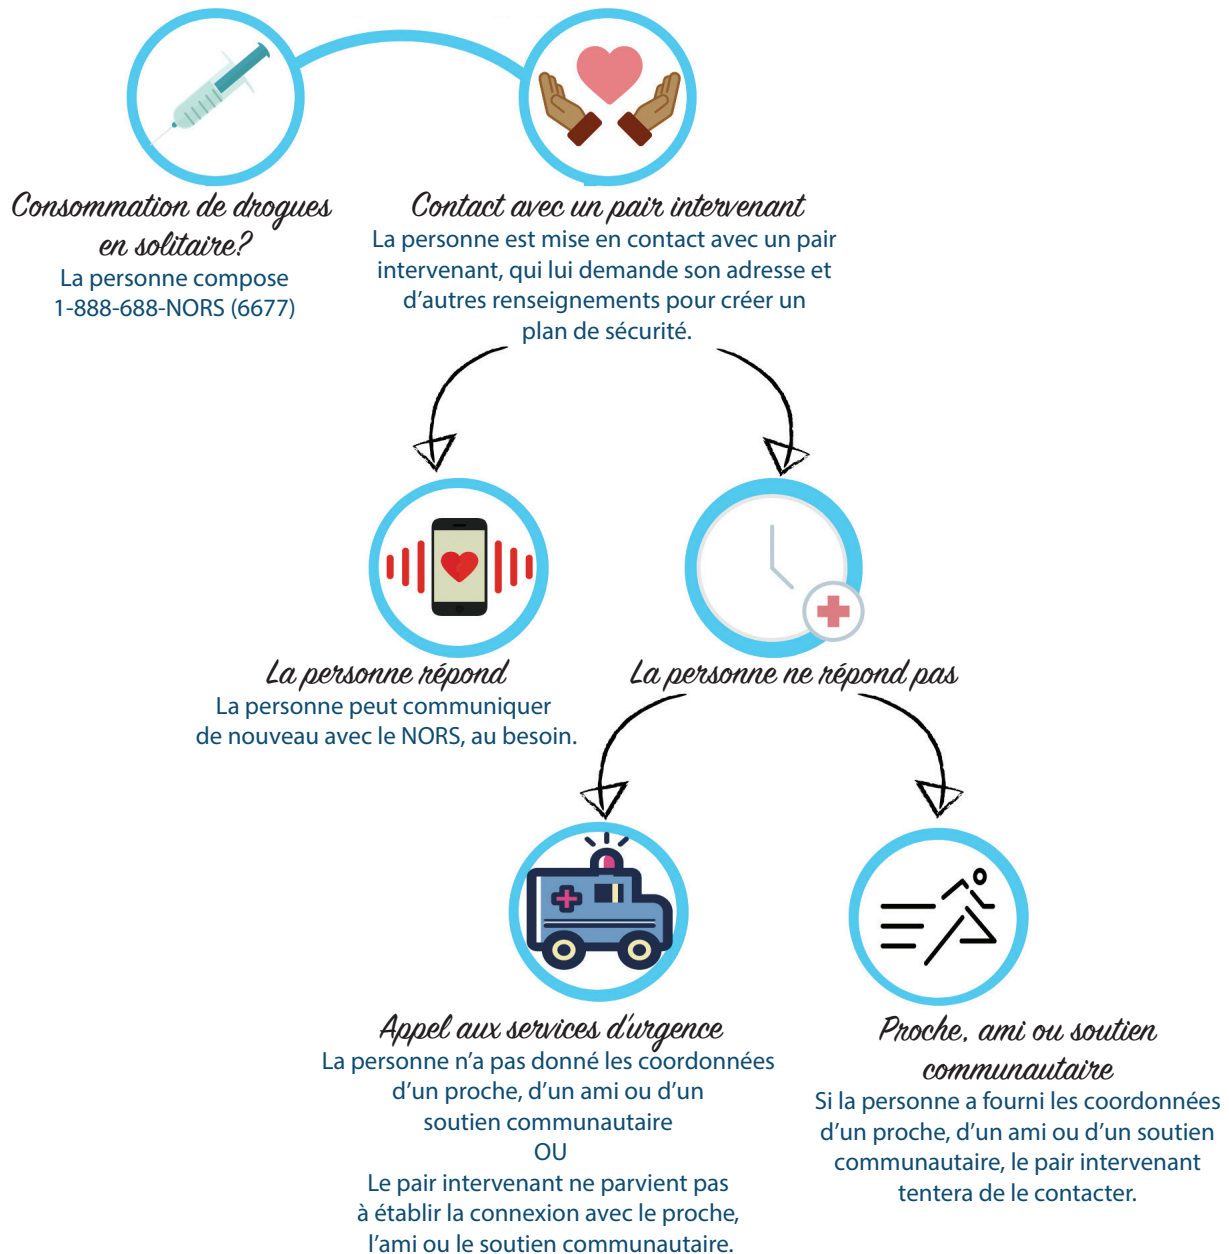 Consommation de drogues
en solitaire?
La personne compose
1-888-688-NORS (6677)
Contact avec un pair intervenant
La personne est mise en contact avec un pair
intervenant, qui lui demande son adresse et
d'autres renseignements pour créer un
plan de sécurité.
La personne répond
La personne peut communiquer
de nouveau avec le NORS, au besoin.
La personne ne répond pas
Appel aux services d'urgence
La personne n'a pas donné les coordonnées
d'un proche, d'un ami ou d'un
soutien communautaire
OU
Le pair intervenant ne parvient pas
à établir la connexion avec le proche,
l'ami ou le soutien communautaire.
Proche, ami ou soutien
communautaire
Si la personne a fourni les coordonnées
d'un proche, d'un ami ou d'un soutien
communautaire, le pair intervenant
tentera de le contacter.